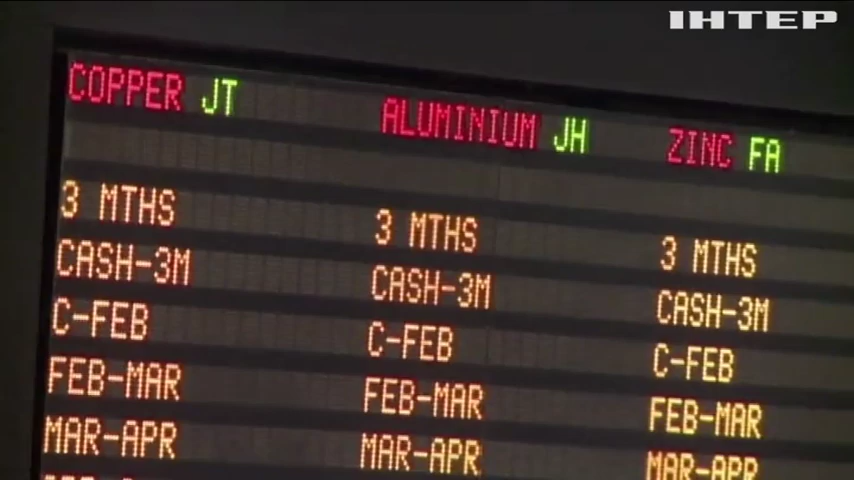 ІНТЕР
COPPER JT
ALUMINIUM JH
ZINC FA
3 MTHS
3 MTHS
3 MTHS
CASH-3M
CASH-3M
CASH-3M
C-FEB
C-FEB
C-FEB
FEB-MAR
FEB-MAR
FEB-MAR
MAR-APR
MAR-APR
MAR-APR